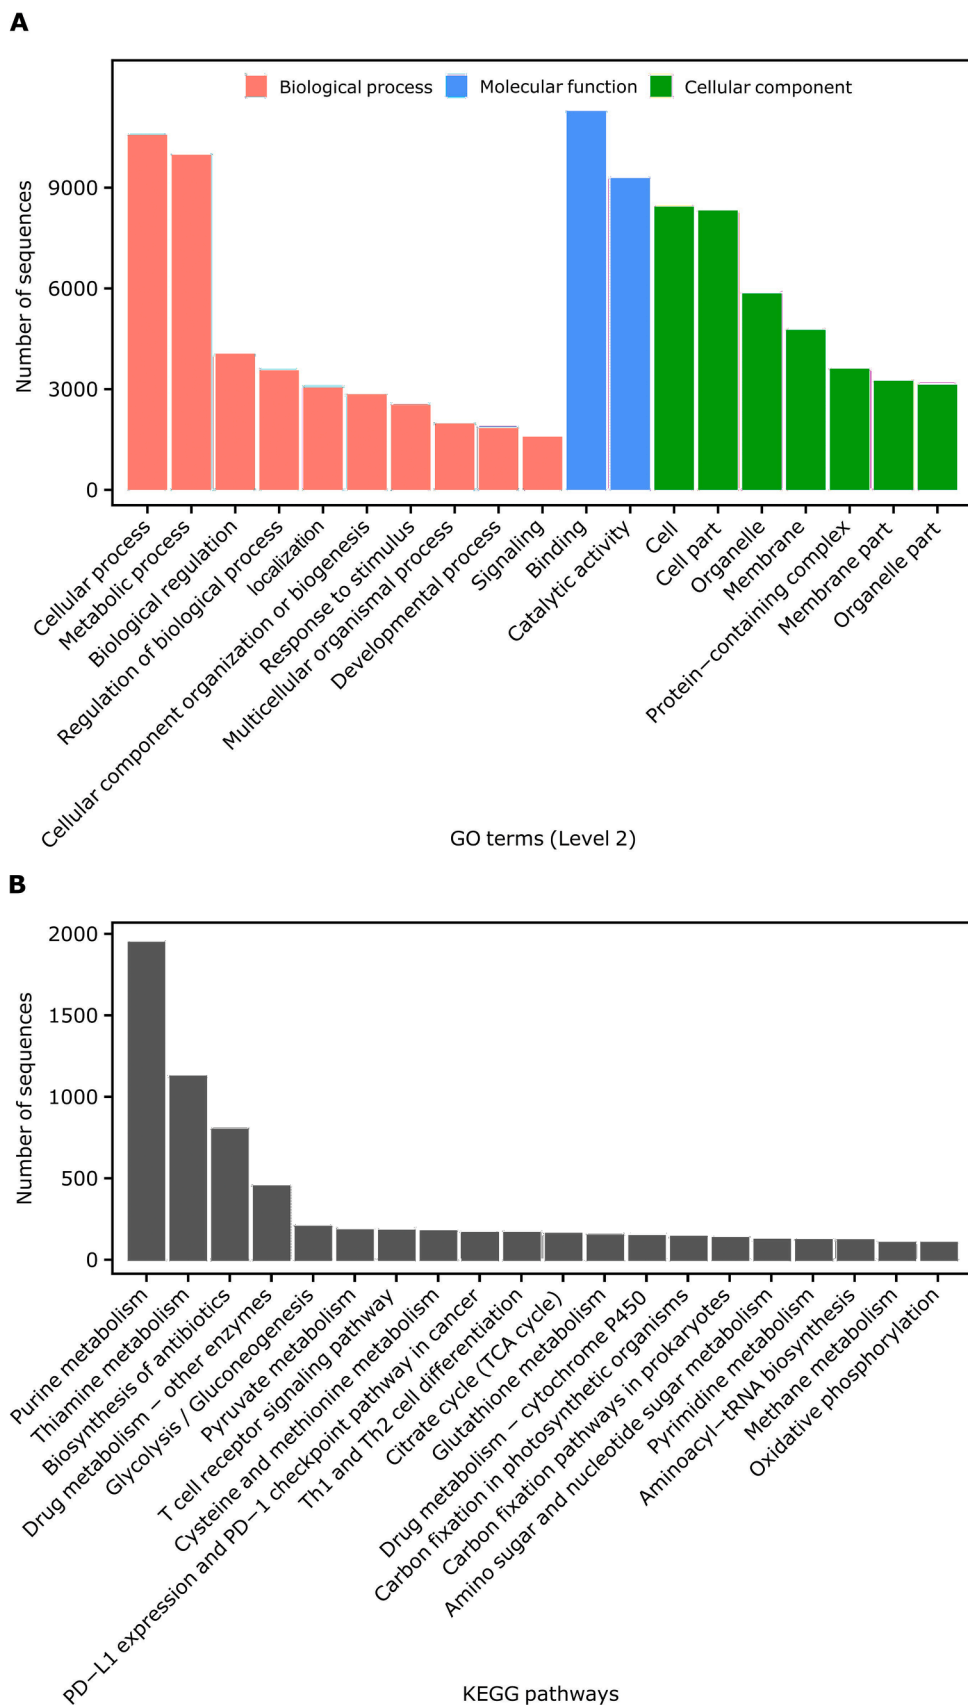 A
Biological process
Molecular function
Cellular component
Number of sequences
9000
6000
3000
0
Cellular process
Metabolic process
Biological regulation
Regulation of biological process
localization
Cellular component organization or biogenesis
Response to stimulus
Multicellular organismal process
Developmental process
Signaling
Binding
Catalytic activity
Cell
Cell part
Organelle
Membrane
Protein−containing complex
Membrane part
Organelle part
GO terms (Level 2)
B
Number of sequences
2000
1500
1000
500
0
Purine metabolism
Thiamine metabolism
Biosynthesis of antibiotics
Drug metabolism − other enzymes
Glycolysis / Gluconeogenesis
Pyruvate metabolism
T cell receptor signaling pathway
Cysteine and methionine metabolism
PD−L1 expression and PD−1 checkpoint pathway in cancer
Th1 and Th2 cell differentiation
Citrate cycle (TCA cycle)
Glutathione metabolism
Drug metabolism − cytochrome P450
Carbon fixation in photosynthetic organisms
Carbon fixation pathways in prokaryotes
Amino sugar and nucleotide sugar metabolism
Pyrimidine metabolism
Aminoacyl−tRNA biosynthesis
Methane metabolism
Oxidative phosphorylation
KEGG pathways